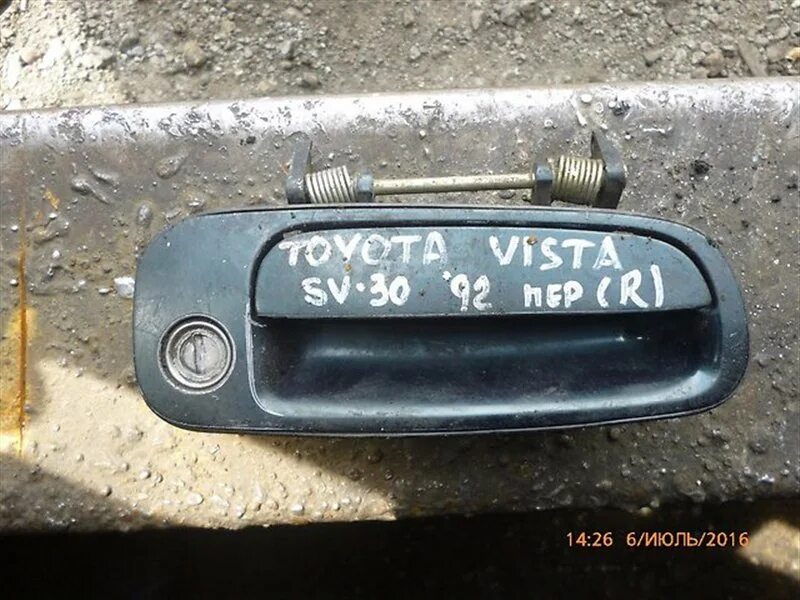 TOYOTA VISTA
SV-30 '92 ПЕР (R)
14:26 6/ИЮЛЬ/2016